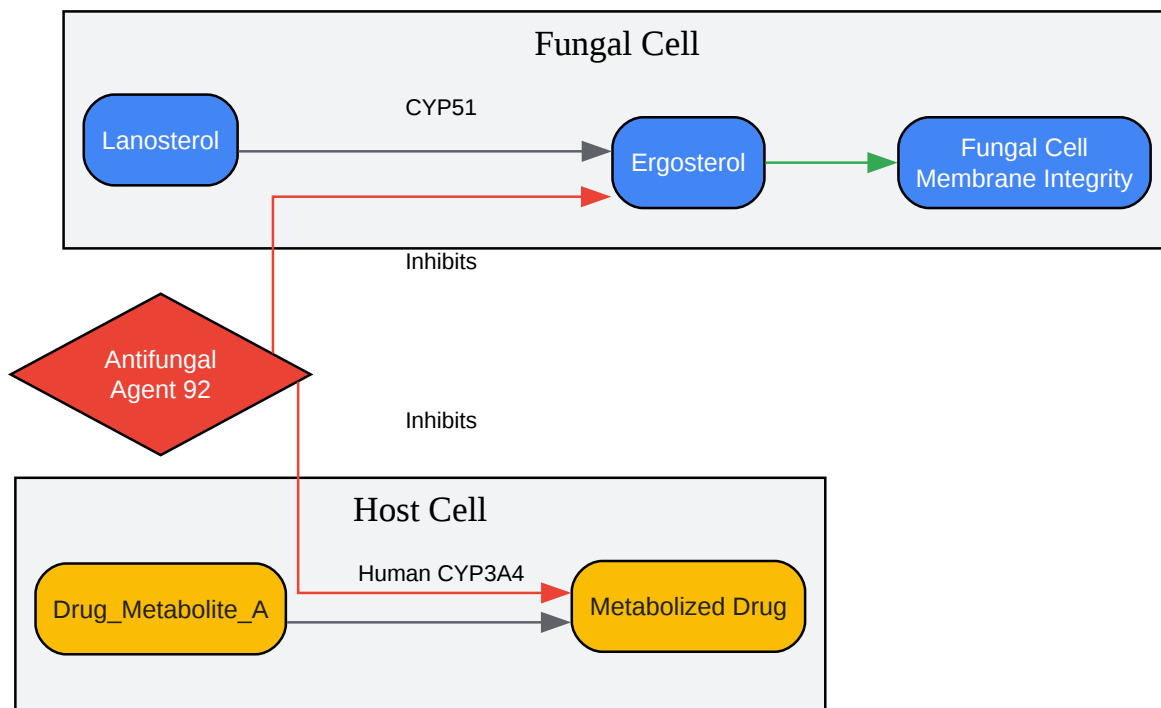 Fungal Cell
CYP51
Lanosterol
Ergosterol
Fungal Cell
Membrane Integrity
Inhibits
Antifungal
Agent 92
Inhibits
Host Cell
Human CYP3A4
Drug_Metabolite_A
Metabolized Drug